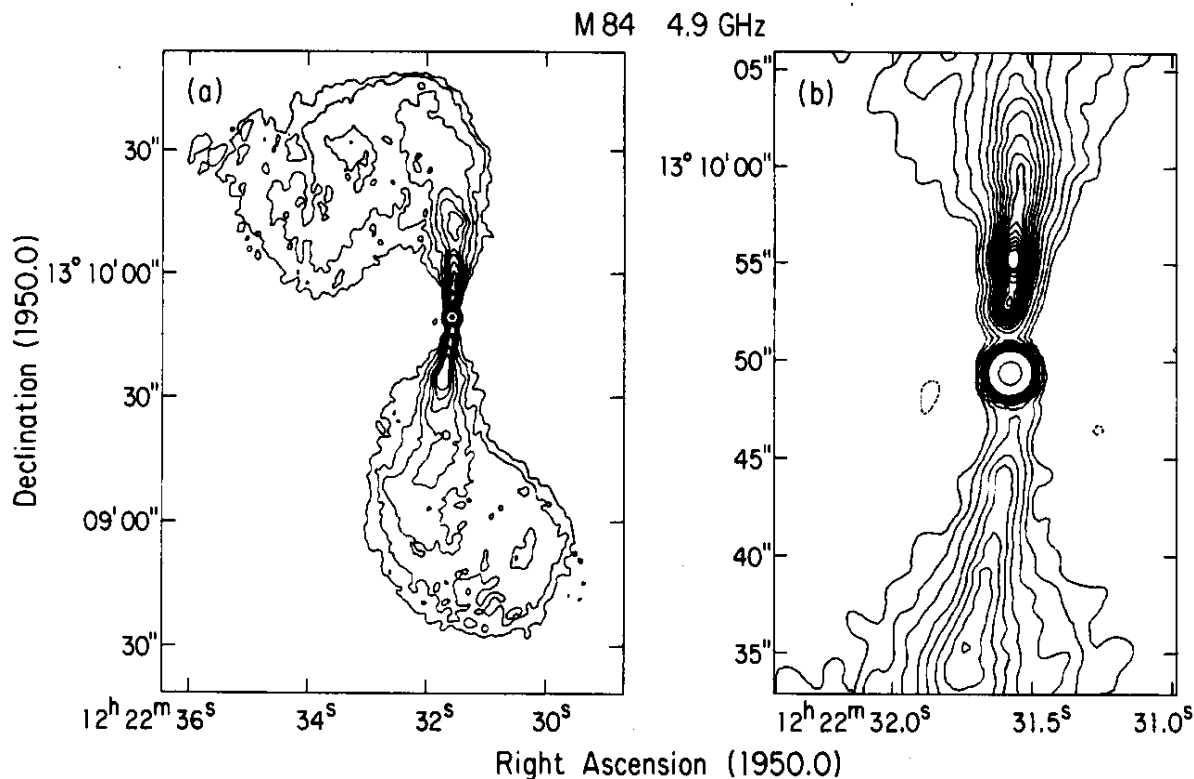 M 84 4.9 GHz
(a)
30"
13° 10' 00"
30"
09' 00"
30"
12ʰ 22ᵐ 36ˢ 34ˢ 32ˢ 30ˢ
(b)
05"
13° 10' 00"
55"
50"
45"
40"
35"
12ʰ 22ᵐ 32.0ˢ 31.5ˢ 31.0ˢ
Declination (1950.0)
Right Ascension (1950.0)